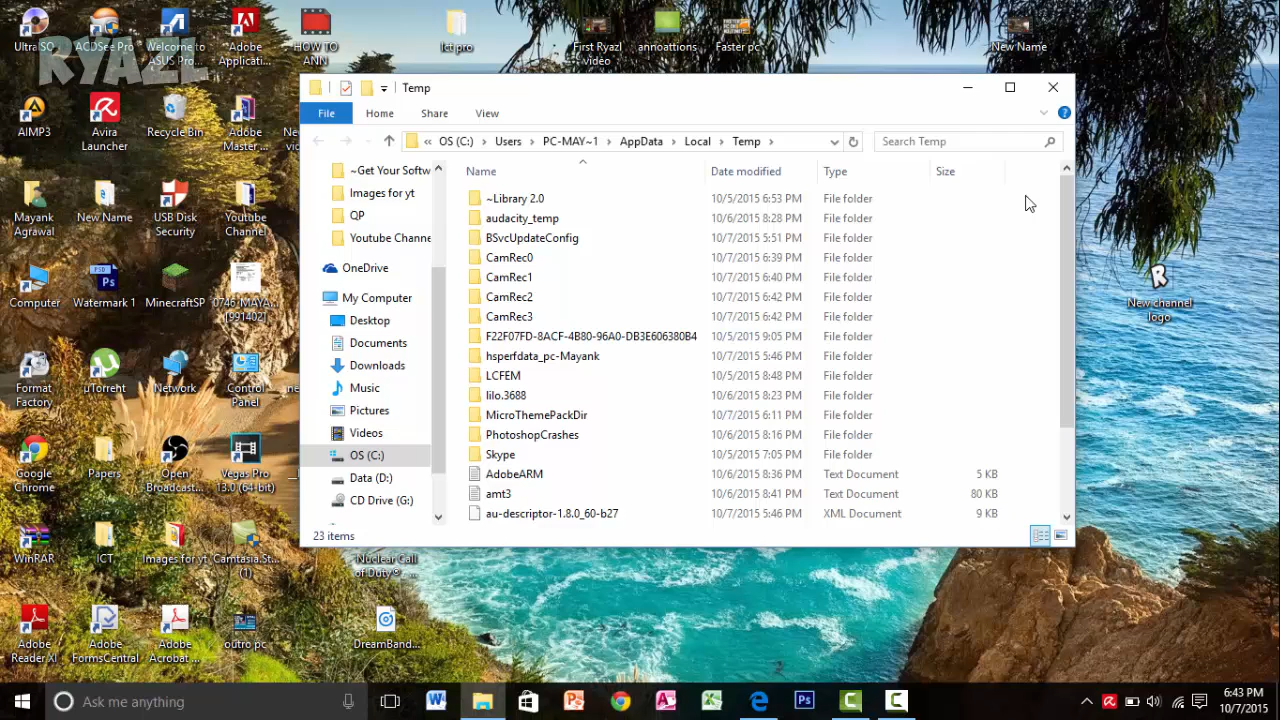 UltraISO
ACDSee Pro
Welcome to
ASUS Pro...
Adobe
Applicati...
HOW TO
ANN
Ict pro
First Ryazl
video
annoattions
Faster pc
New Name
RYAZL
Temp
File
Home
Share
View
« OS (C:) › Users › PC-MAY~1 › AppData › Local › Temp ›
Search Temp
AIMP3
Avira
Launcher
Recycle Bin
Adobe
Master ...
Mayank
Agrawal
New Name
USB Disk
Security
Youtube
Channel
Computer
Watermark 1
MinecraftSP
0746_MAYA...
[991402]
Format
Factory
µTorrent
Network
Control
Panel
Google
Chrome
Papers
Open
Broadcast...
Vegas Pro
13.0 (64-bit)
WinRAR
ICT
Images for yt
Camtasia.St...
(1)
Nuclear Call
of Duty® ...
Adobe
Reader XI
Adobe
FormsCentral
Adobe
Acrobat ...
outro pc
DreamBand...
New channel
logo
~Get Your Softw
Images for yt
QP
Youtube Channe
OneDrive
My Computer
Desktop
Documents
Downloads
Music
Pictures
Videos
OS (C:)
Data (D:)
CD Drive (G:)
Name Date modified Type Size
~Library 2.0 10/5/2015 6:53 PM File folder
audacity_temp 10/6/2015 8:28 PM File folder
BSvcUpdateConfig 10/7/2015 5:51 PM File folder
CamRec0 10/7/2015 6:39 PM File folder
CamRec1 10/7/2015 6:40 PM File folder
CamRec2 10/7/2015 6:42 PM File folder
CamRec3 10/7/2015 6:42 PM File folder
F22F07FD-8ACF-4B80-96A0-DB3E606380B4 10/5/2015 9:05 PM File folder
hsperfdata_pc-Mayank 10/7/2015 5:46 PM File folder
LCFEM 10/5/2015 8:48 PM File folder
lilo.3688 10/6/2015 8:23 PM File folder
MicroThemePackDir 10/7/2015 6:11 PM File folder
PhotoshopCrashes 10/6/2015 8:16 PM File folder
Skype 10/5/2015 7:05 PM File folder
AdobeARM 10/6/2015 8:36 PM Text Document 5 KB
amt3 10/6/2015 8:41 PM Text Document 80 KB
au-descriptor-1.8.0_60-b27 10/7/2015 5:46 PM XML Document 9 KB
23 items
Ask me anything
6:43 PM
10/7/2015